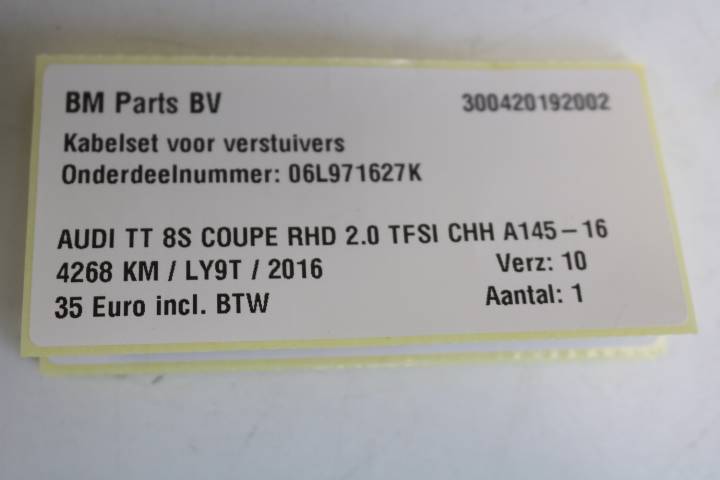 BM Parts BV 300420192002
Kabelset voor verstuivers
Onderdeelnummer: 06L971627K
AUDI TT 8S COUPE RHD 2.0 TFSI CHH A145-16
4268 KM / LY9T / 2016 Verz: 10
35 Euro incl. BTW Aantal: 1